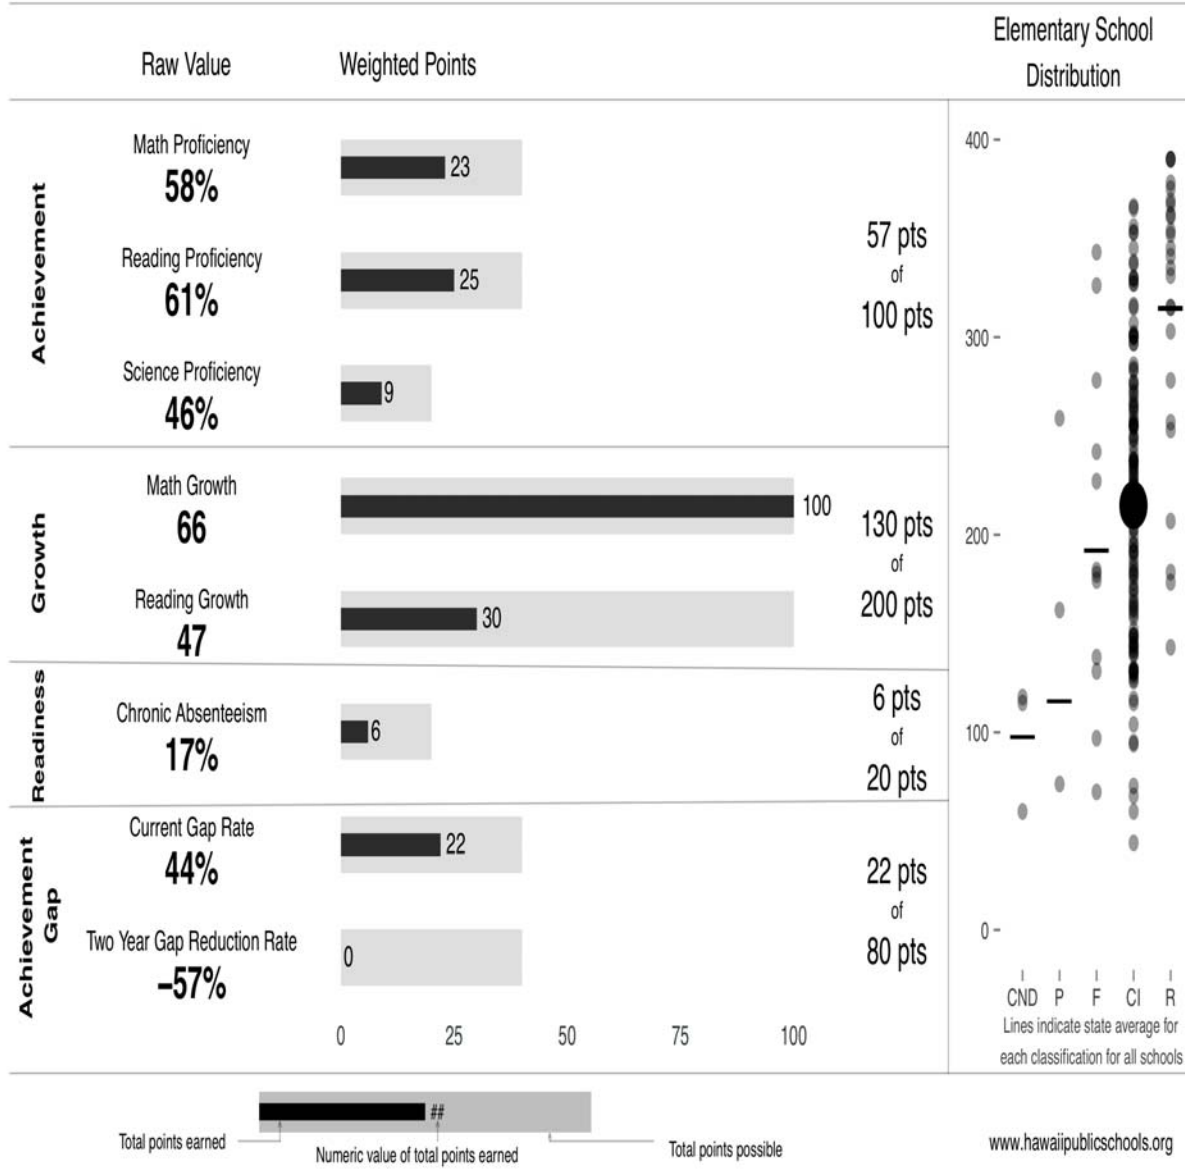 Raw Value
Weighted Points
Elementary School
Distribution
Achievement
Math Proficiency
58%
23
Reading Proficiency
61%
25
Science Proficiency
46%
9
57 pts
of
100 pts
Growth
Math Growth
66
100
Reading Growth
47
30
130 pts
of
200 pts
Readiness
Chronic Absenteeism
17%
6
6 pts
of
20 pts
Achievement
Gap
Current Gap Rate
44%
22
Two Year Gap Reduction Rate
–57%
0
22 pts
of
80 pts
0 25 50 75 100
400
300
200
100
0
CND P F CI R
Lines indicate state average for
each classification for all schools
##
Total points earned
Numeric value of total points earned
Total points possible
www.hawaiipublicschools.org